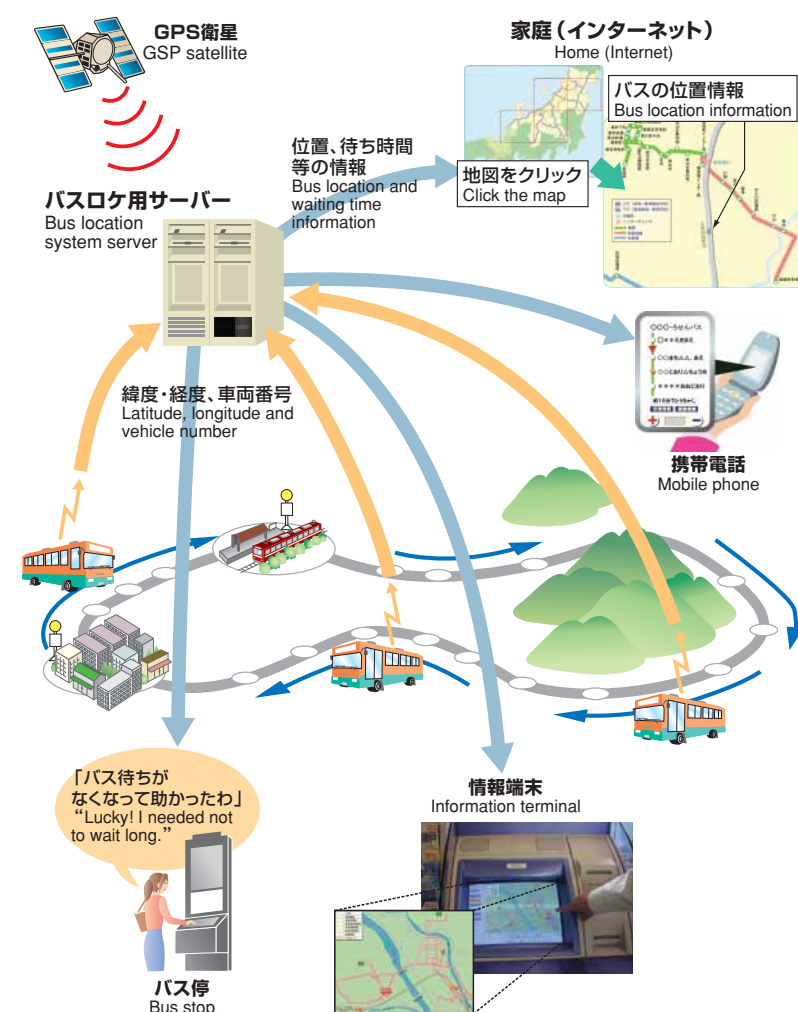 GPS衛星
GSP satellite
家庭（インターネット）
Home (Internet)
バスの位置情報
Bus location information
位置、待ち時間
等の情報
Bus location and
waiting time
information
地図をクリック
Click the map
バスロケ用サーバー
Bus location
system server
緯度・経度、車両番号
Latitude, longitude and
vehicle number
携帯電話
Mobile phone
「バス待ちが
なくなって助かったわ」
“Lucky! I needed not
to wait long.”
情報端末
Information terminal
バス停
Bus stop